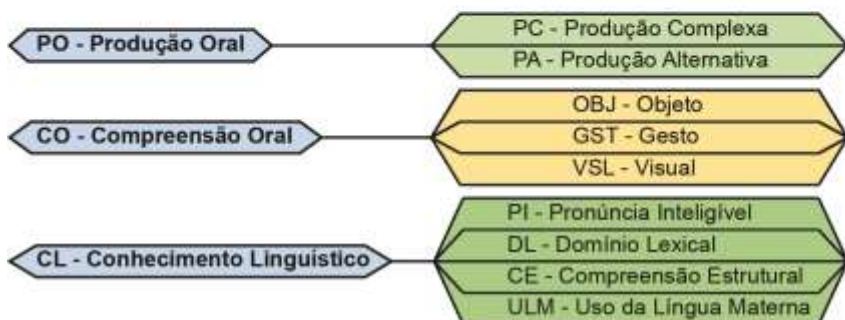 PO - Produção Oral
PC - Produção Complexa
PA - Produção Alternativa
CO - Compreensão Oral
OBJ - Objeto
GST - Gesto
VSL - Visual
CL - Conhecimento Linguístico
PI - Pronúncia Inteligível
DL - Domínio Lexical
CE - Compreensão Estrutural
ULM - Uso da Língua Materna